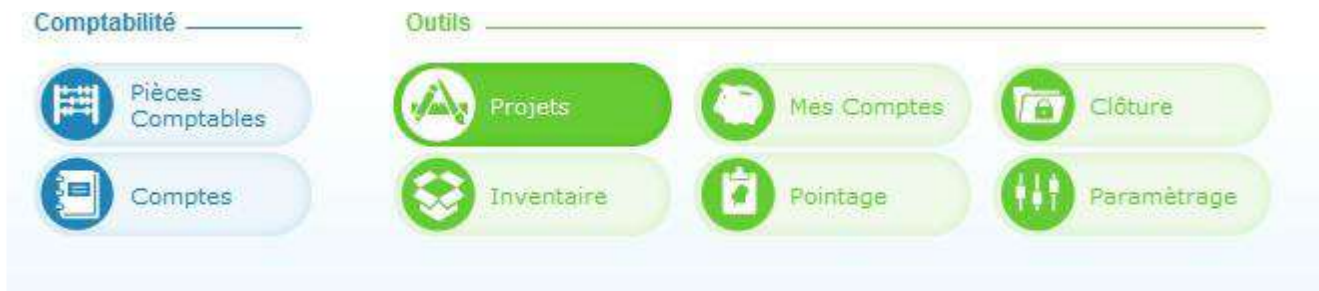 Comptabilité
Outils
Pièces
Comptables
Projets
Mes Comptes
Clôture
Comptes
Inventaire
Pointage
Paramètrage